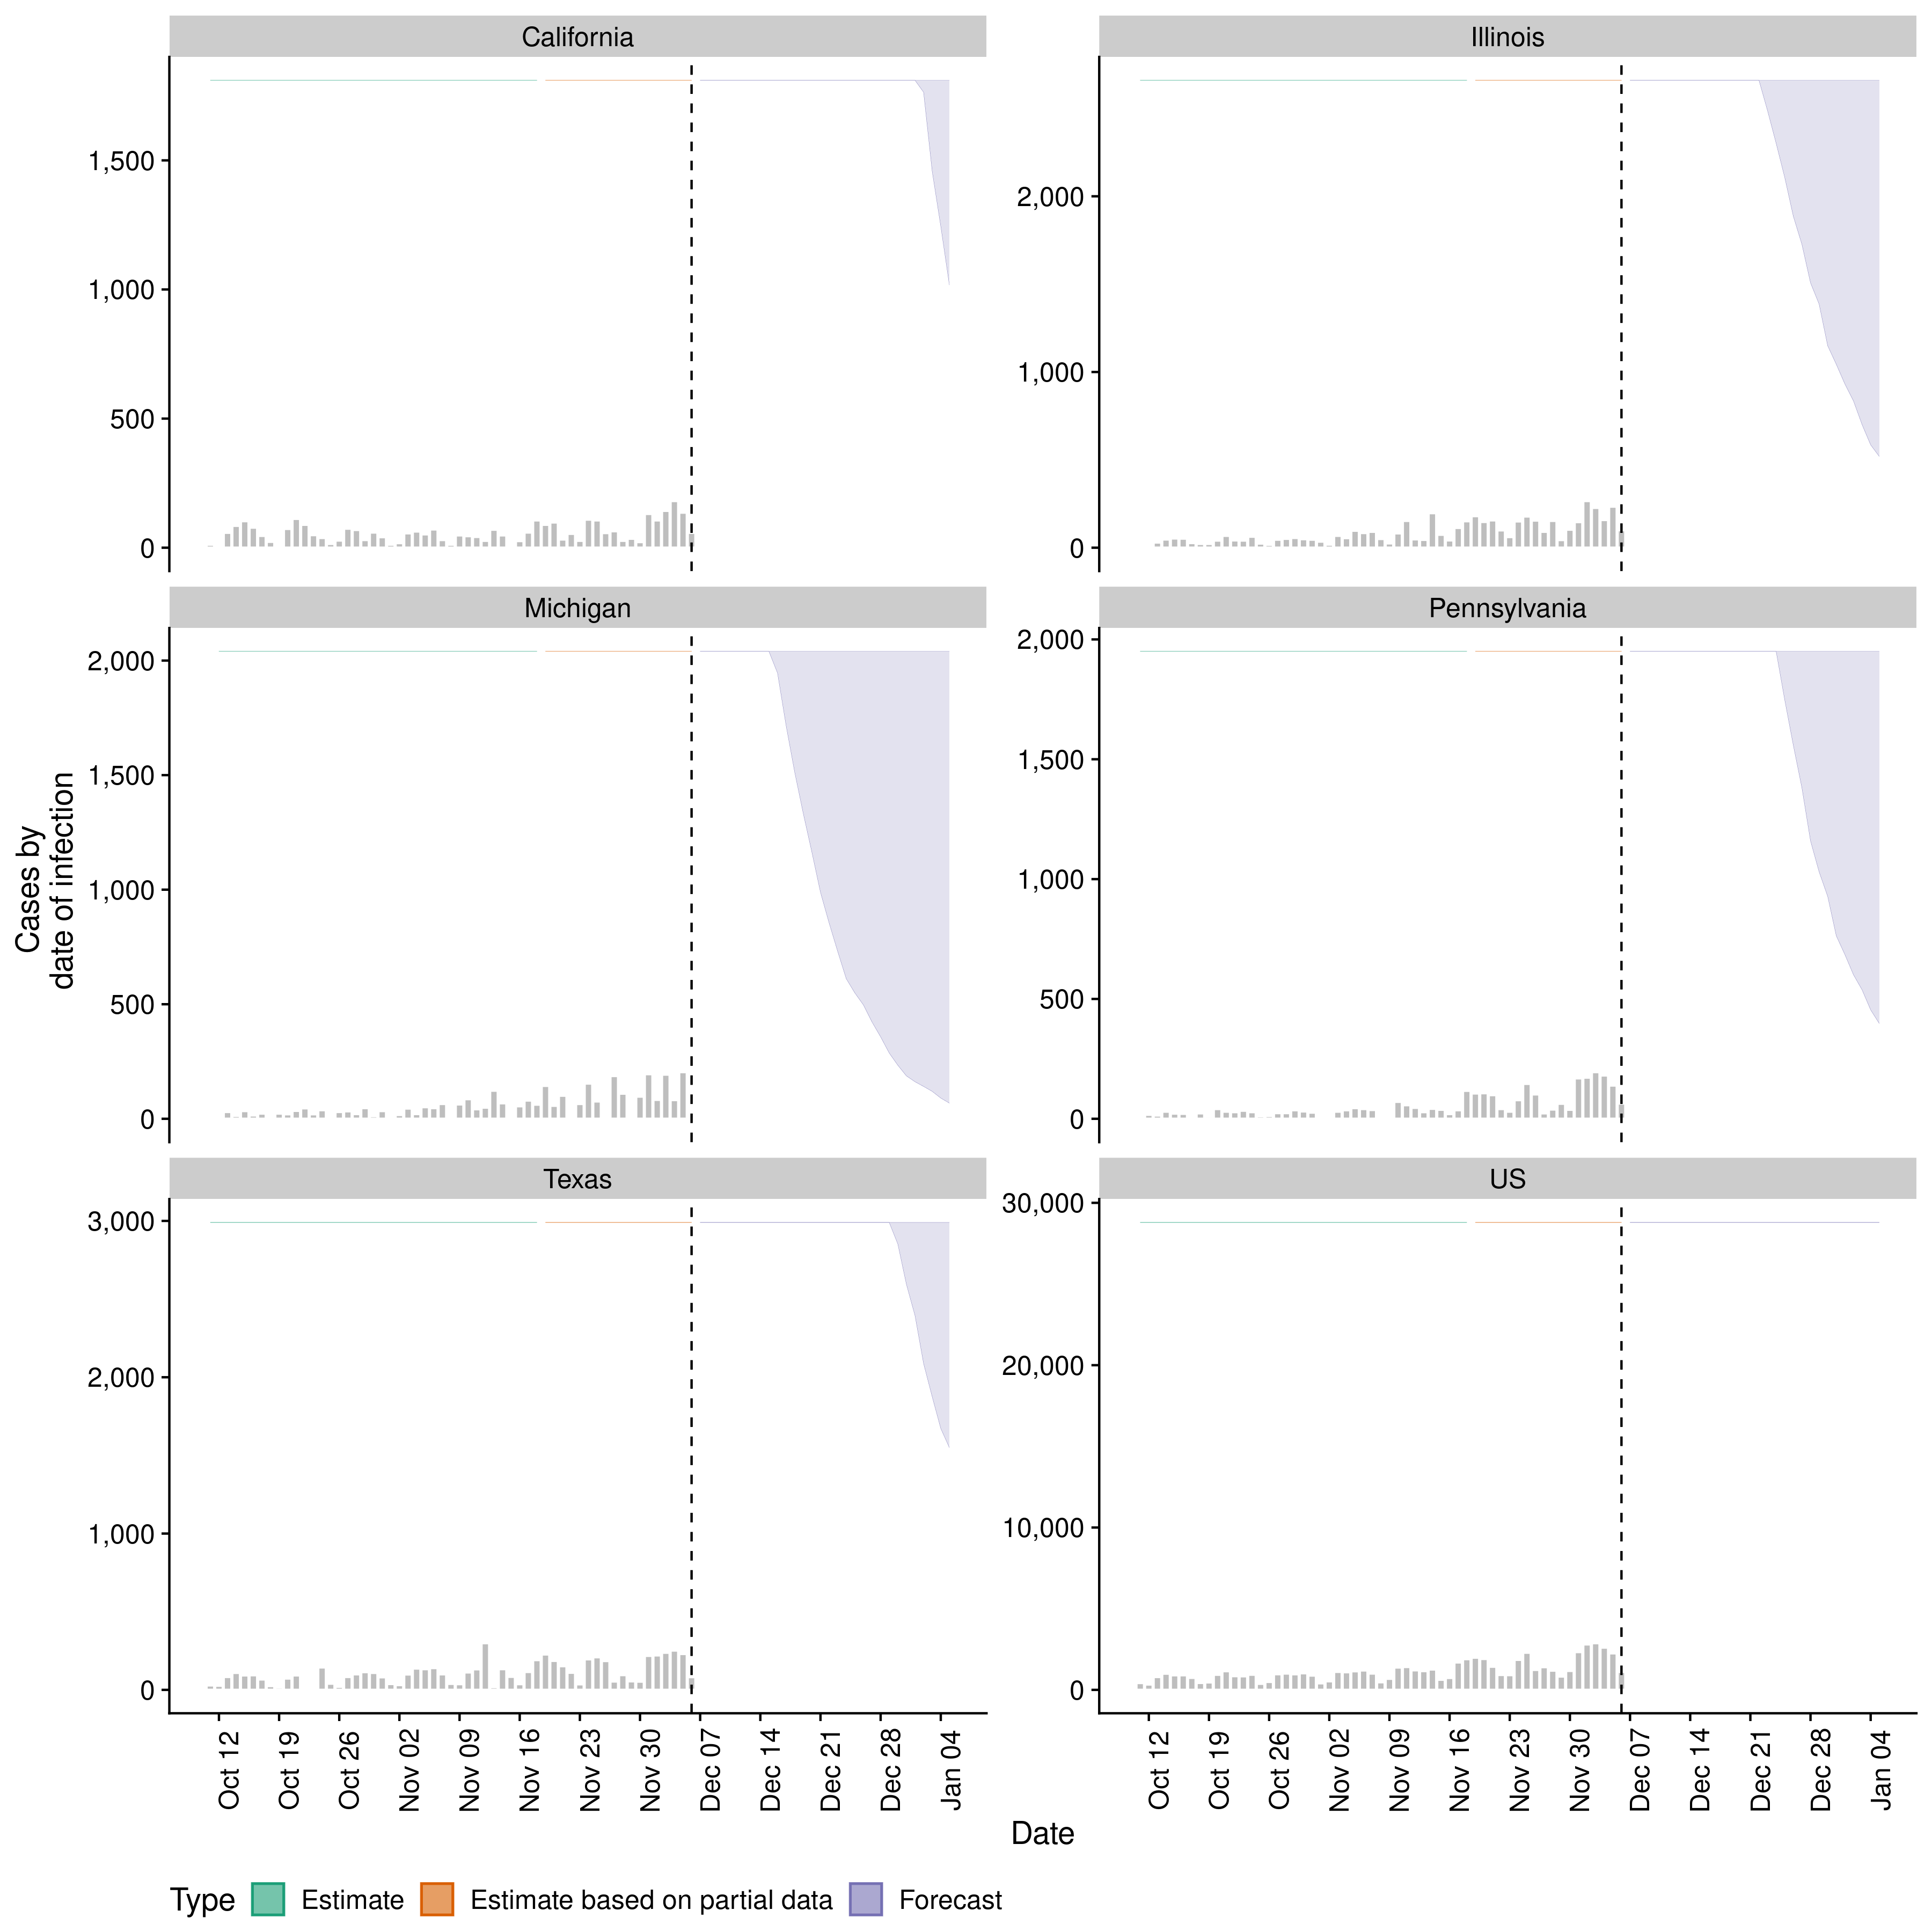 California
Illinois
1,500
1,000
500
0
2,000
1,000
0
Michigan
Pennsylvania
2,000
1,500
1,000
500
0
2,000
1,500
1,000
500
0
Cases by
date of infection
Texas
US
3,000
2,000
1,000
0
30,000
20,000
10,000
0
Oct 12 Oct 19 Oct 26 Nov 02 Nov 09 Nov 16 Nov 23 Nov 30 Dec 07 Dec 14 Dec 21 Dec 28 Jan 04
Oct 12 Oct 19 Oct 26 Nov 02 Nov 09 Nov 16 Nov 23 Nov 30 Dec 07 Dec 14 Dec 21 Dec 28 Jan 04
Date
Type Estimate Estimate based on partial data Forecast